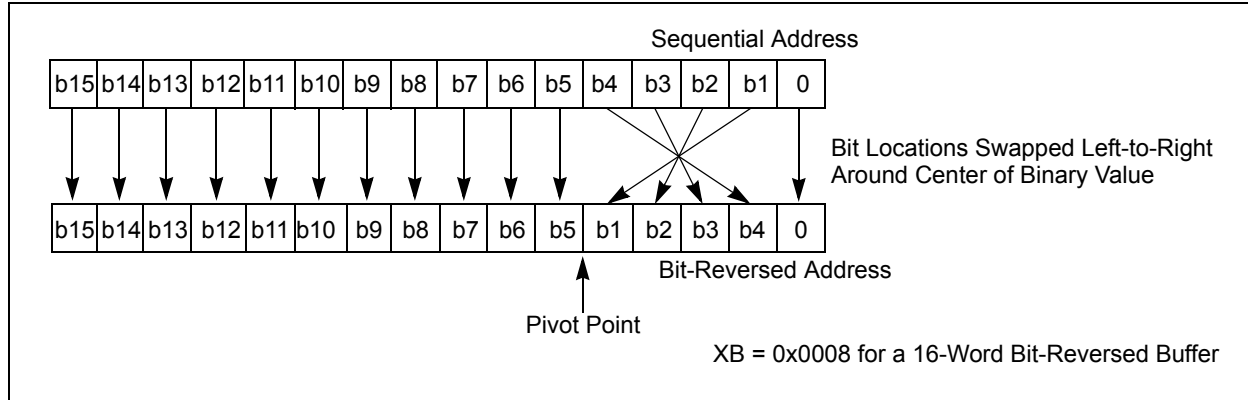 Sequential Address
b15 b14 b13 b12 b11 b10 b9 b8 b7 b6 b5 b4 b3 b2 b1 0
Bit Locations Swapped Left-to-Right
Around Center of Binary Value
b15 b14 b13 b12 b11 b10 b9 b8 b7 b6 b5 b1 b2 b3 b4 0
Bit-Reversed Address
Pivot Point
XB = 0x0008 for a 16-Word Bit-Reversed Buffer